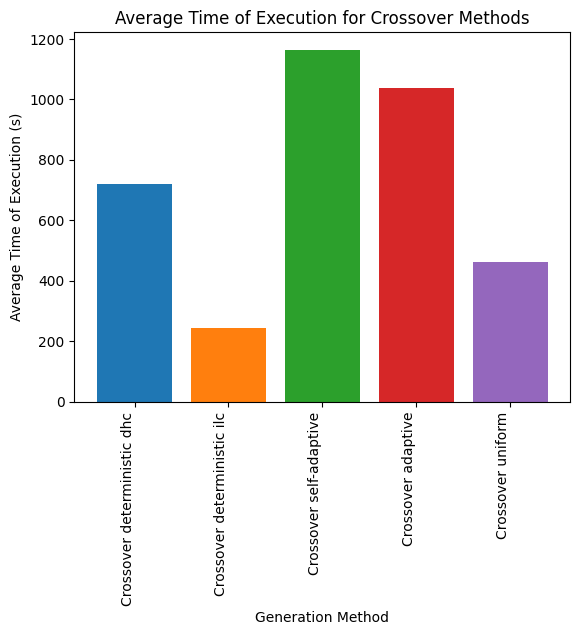 Average Time of Execution for Crossover Methods
Average Time of Execution (s)
1200
1000
800
600
400
200
0
Crossover deterministic dhc
Crossover deterministic ilc
Crossover self-adaptive
Crossover adaptive
Crossover uniform
Generation Method